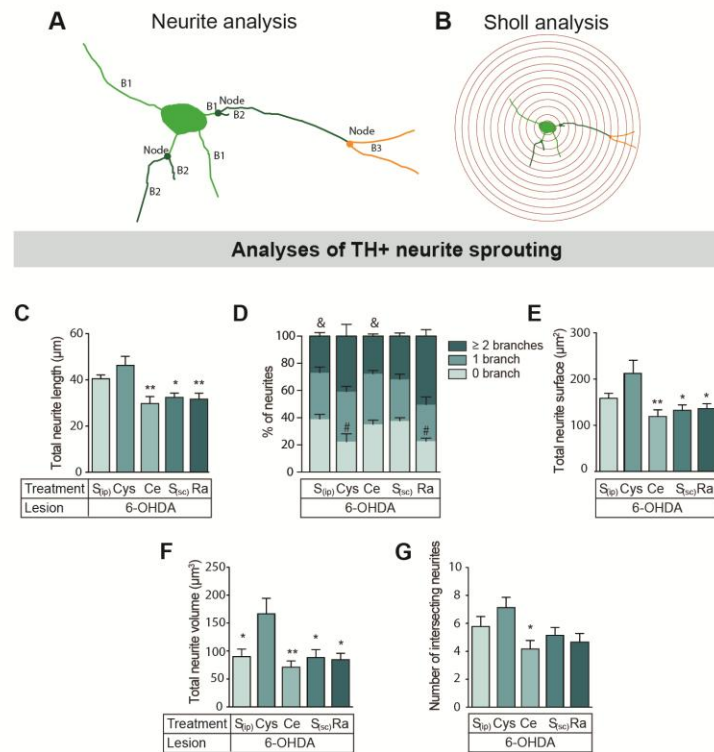 A Neurite analysis
B1
B1
Node
B2
Node
B3
Node
B2
B2
B1
B Sholl analysis
Analyses of TH+ neurite sprouting
C
Total neurite length (µm)
60
40
20
0
** * **
Treatment S(ip) Cys Ce S(sc) Ra
Lesion 6-OHDA
D
% of neurites
100
80
60
40
20
0
& &
# #
≥ 2 branches
1 branch
0 branch
S(ip) Cys Ce S(sc) Ra
6-OHDA
E
Total neurite surface (µm²)
300
200
100
0
** * *
S(ip) Cys Ce S(sc) Ra
6-OHDA
F
Total neurite volume (µm³)
250
200
150
100
50
0
* ** * *
Treatment S(ip) Cys Ce S(sc) Ra
Lesion 6-OHDA
G
Number of intersecting neurites
10
8
6
4
2
0
*
S(ip) Cys Ce S(sc) Ra
6-OHDA